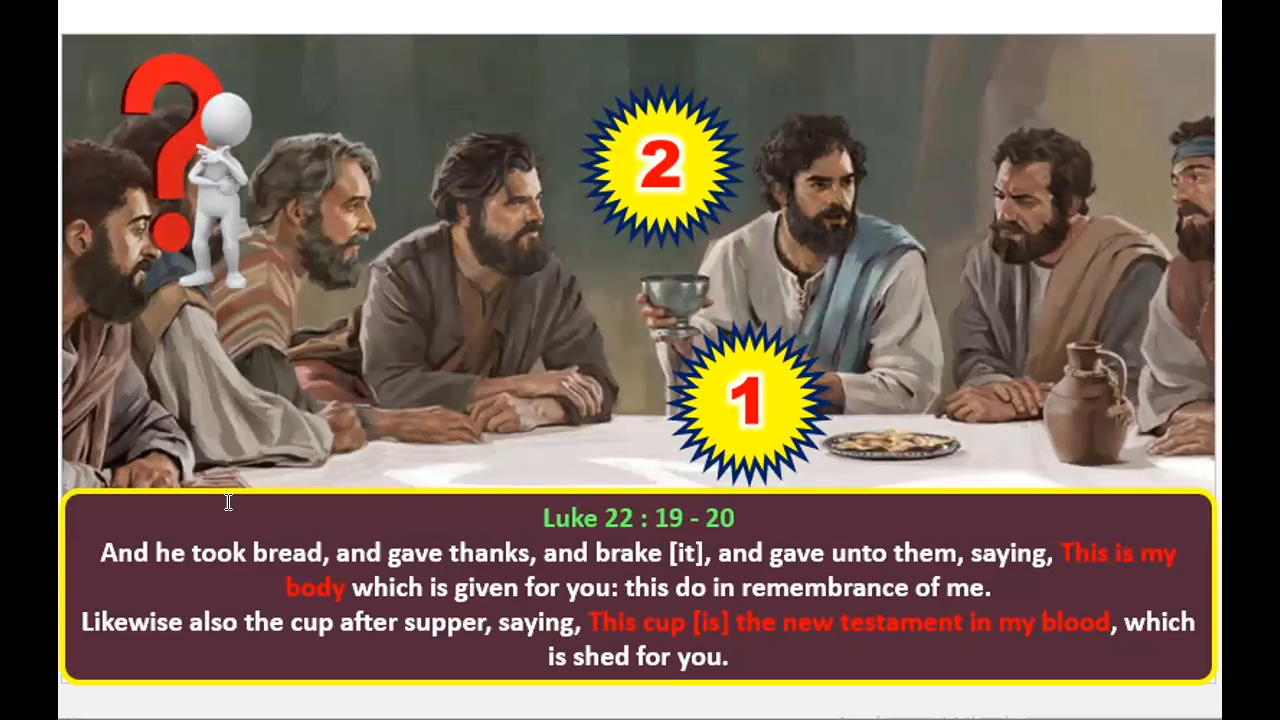 ?
2
1
Luke 22 : 19 - 20
And he took bread, and gave thanks, and brake [it], and gave unto them, saying, This is my
body which is given for you: this do in remembrance of me.
Likewise also the cup after supper, saying, This cup [is] the new testament in my blood, which
is shed for you.